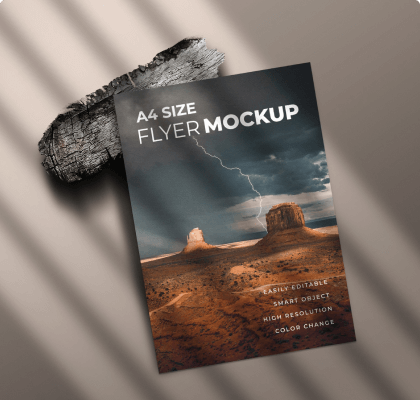 A4 SIZE
FLYER MOCKUP
EASILY EDITABLE
SMART OBJECT
HIGH RESOLUTION
COLOR CHANGE